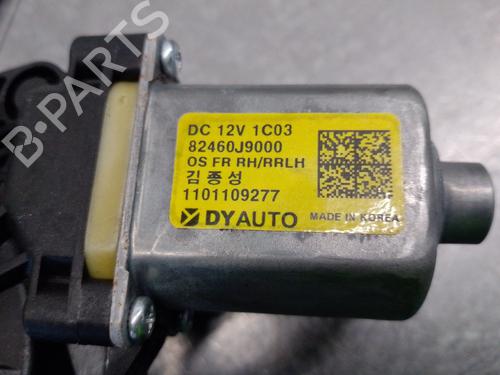 B-PARTS
DC 12V 1C03
82460J9000
OS FR RH/RRLH
김종성
1101109277
DYAUTO
MADE IN KOREA